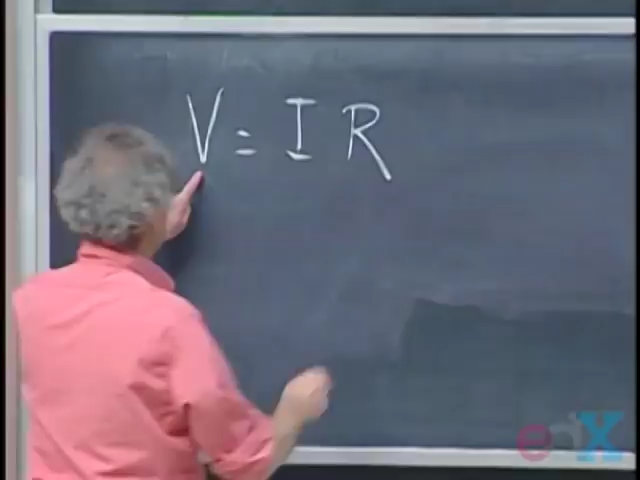 V = I R
edX